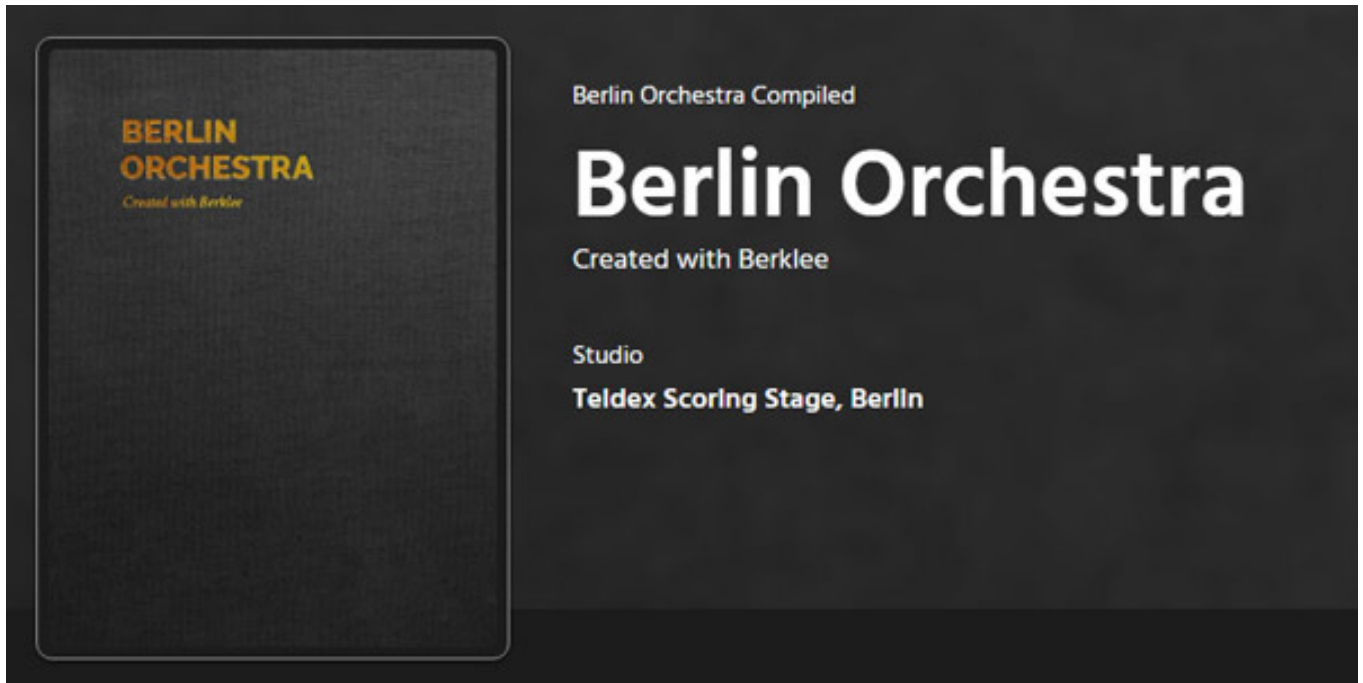 BERLIN
ORCHESTRA
Created with Berklee
Berlin Orchestra Compiled
Berlin Orchestra
Created with Berklee
Studio
Teldex Scoring Stage, Berlin